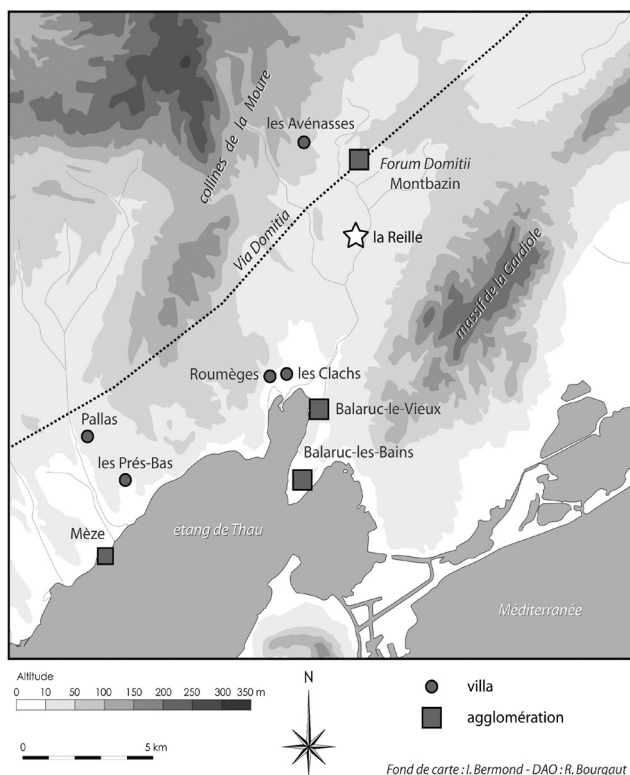 les Avénasses
collines de la Moure
Forum Domitii
Montbazin
Via Domitia
la Reille
massif de la Gardiole
Roumèges
les Clachs
Balaruc-le-Vieux
Pallas
Balaruc-les-Bains
les Prés-Bas
étang de Thau
Mèze
Méditerranée
Altitude
0 10 50 100 150 200 250 300 350 m
0 5 km
N
villa
agglomération
Fond de carte : I. Bermond - DAO : R. Bourgaut